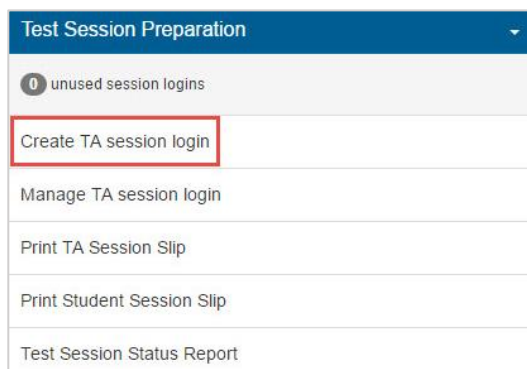 Test Session Preparation
0 unused session logins
Create TA session login
Manage TA session login
Print TA Session Slip
Print Student Session Slip
Test Session Status Report